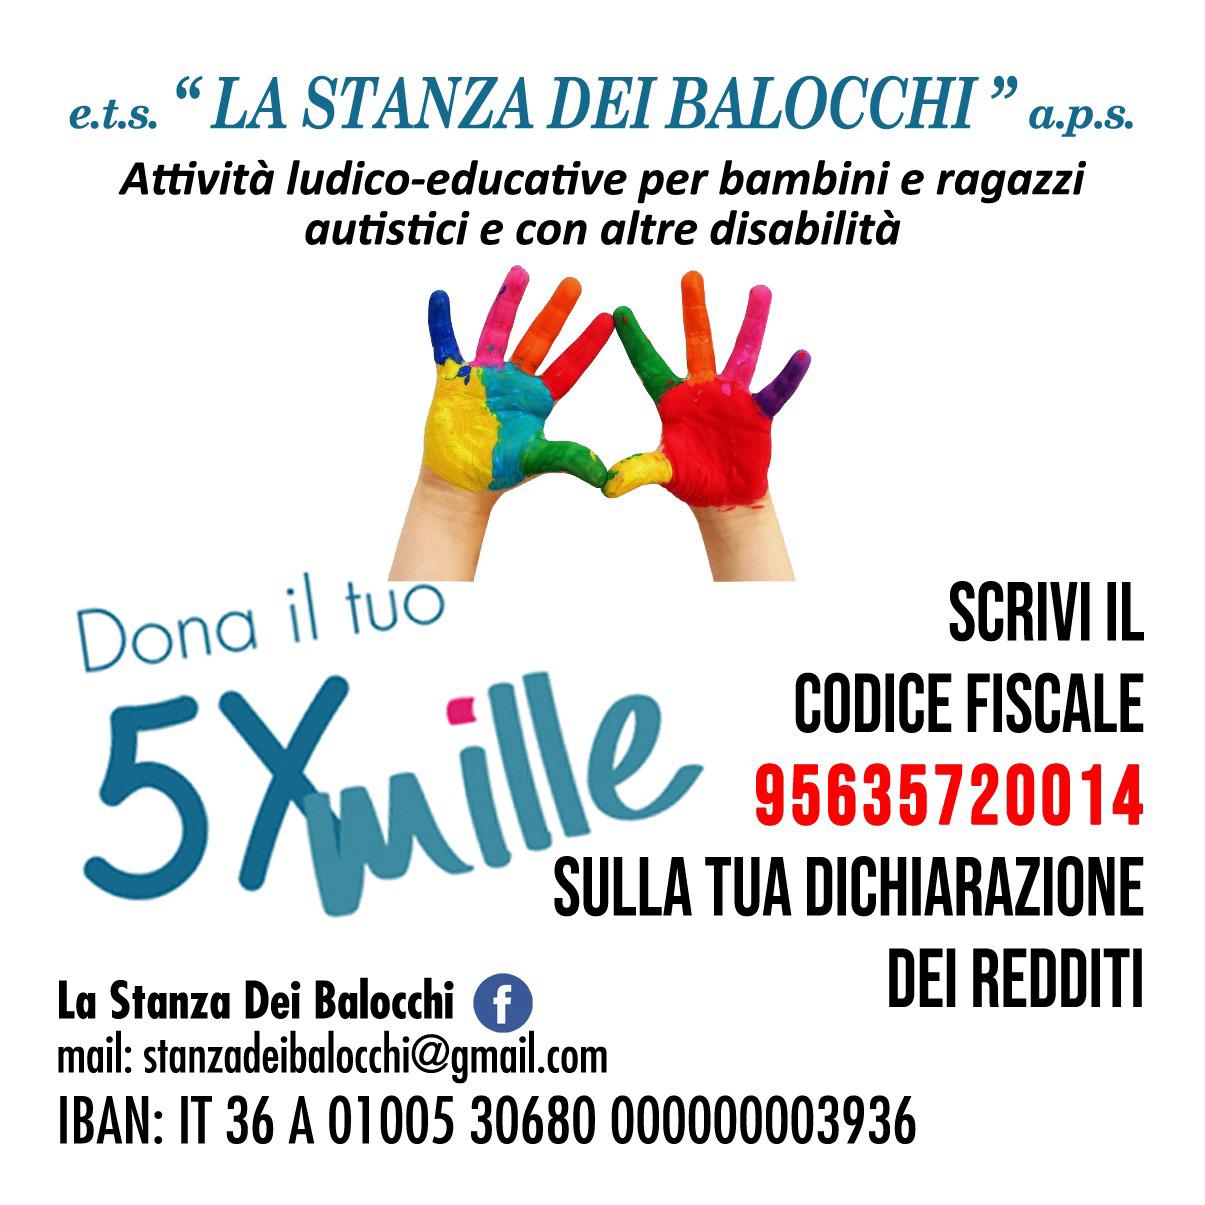 e.t.s. “ LA STANZA DEI BALOCCHI ” a.p.s.
Attività ludico-educative per bambini e ragazzi
autistici e con altre disabilità
Dona il tuo
5Xmille
SCRIVI IL
CODICE FISCALE
95635720014
SULLA TUA DICHIARAZIONE
DEI REDDITI
La Stanza Dei Balocchi f
mail: stanzadeibalocchi@gmail.com
IBAN: IT 36 A 01005 30680 000000003936